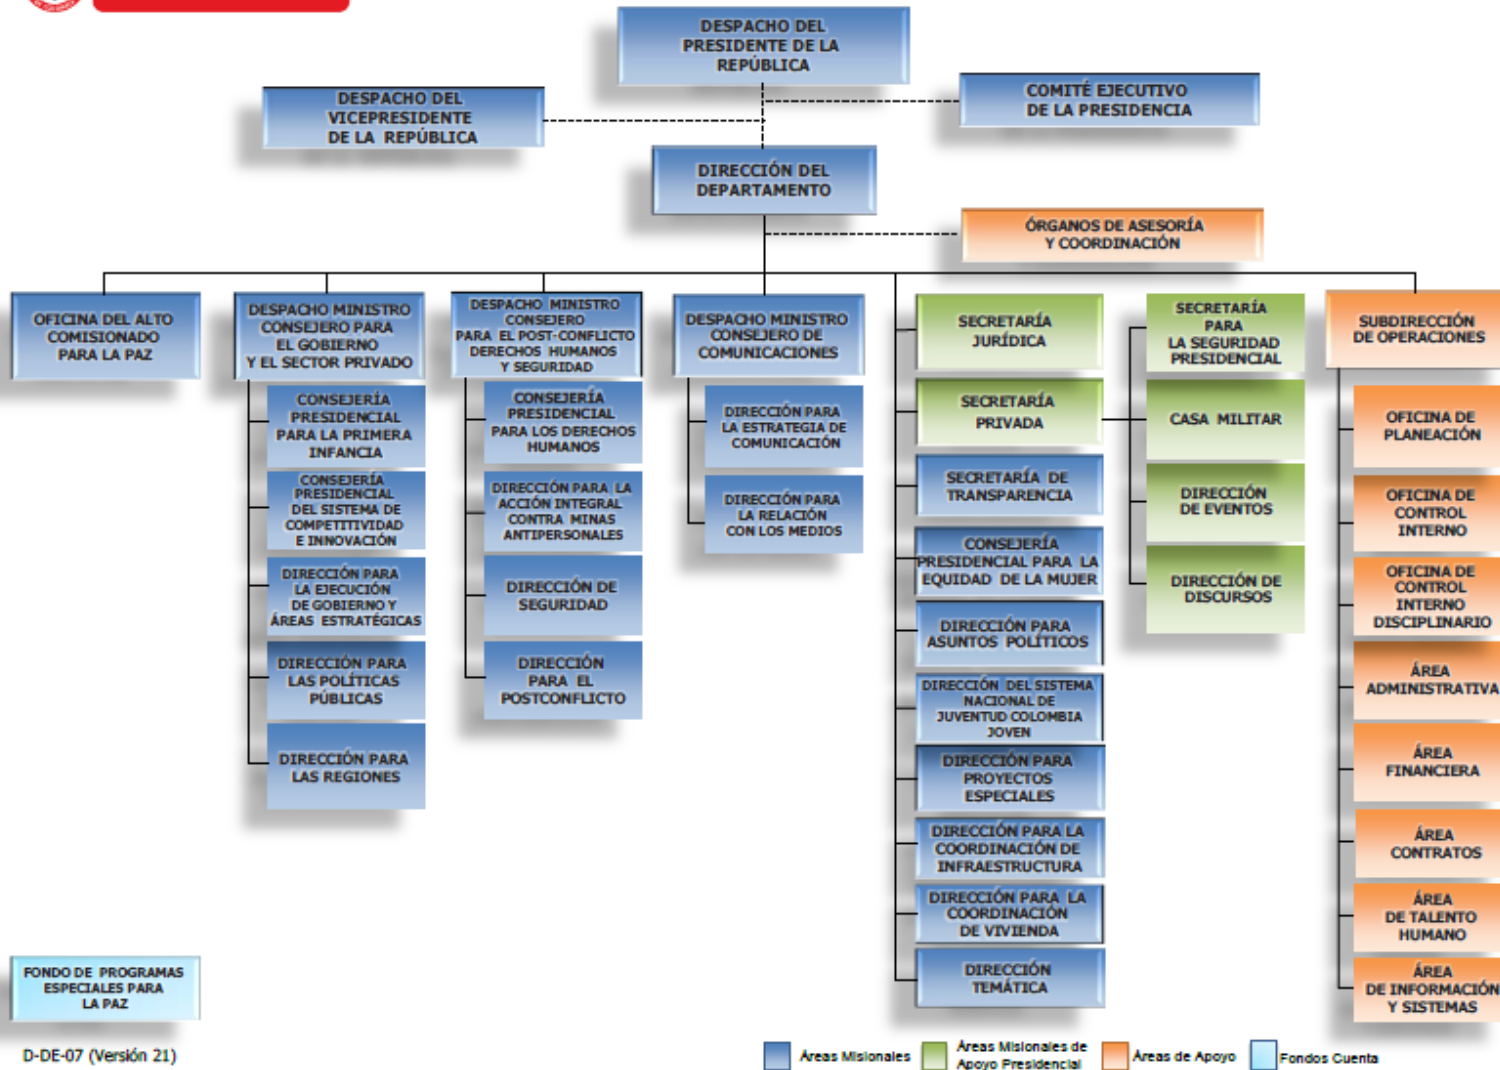 DESPACHO DEL
PRESIDENTE DE LA
REPÚBLICA
DESPACHO DEL
VICEPRESIDENTE
DE LA REPÚBLICA
COMITÉ EJECUTIVO
DE LA PRESIDENCIA
DIRECCIÓN DEL
DEPARTAMENTO
ÓRGANOS DE ASESORÍA
Y COORDINACIÓN
OFICINA DEL ALTO
COMISIONADO
PARA LA PAZ
DESPACHO MINISTRO
CONSEJERO PARA
EL GOBIERNO
Y EL SECTOR PRIVADO
CONSEJERÍA
PRESIDENCIAL
PARA LA PRIMERA
INFANCIA
CONSEJERÍA
PRESIDENCIAL
DEL SISTEMA DE
COMPETITIVIDAD
E INNOVACIÓN
DIRECCIÓN PARA
LA EJECUCIÓN
DE GOBIERNO Y
ÁREAS ESTRATÉGICAS
DIRECCIÓN PARA
LAS POLÍTICAS
PÚBLICAS
DIRECCIÓN PARA
LAS REGIONES
DESPACHO MINISTRO
CONSEJERO
PARA EL POST-CONFLICTO
DERECHOS HUMANOS
Y SEGURIDAD
CONSEJERÍA
PRESIDENCIAL
PARA LOS DERECHOS
HUMANOS
DIRECCIÓN PARA LA
ACCIÓN INTEGRAL
CONTRA MINAS
ANTIPERSONALES
DIRECCIÓN DE
SEGURIDAD
DIRECCIÓN
PARA EL
POSTCONFLICTO
DESPACHO MINISTRO
CONSEJERO DE
COMUNICACIONES
DIRECCIÓN PARA
LA ESTRATEGIA DE
COMUNICACIÓN
DIRECCIÓN PARA
LA RELACIÓN
CON LOS MEDIOS
SECRETARÍA
JURÍDICA
SECRETARÍA
PRIVADA
SECRETARÍA DE
TRANSPARENCIA
CONSEJERÍA
PRESIDENCIAL PARA LA
EQUIDAD DE LA MUJER
DIRECCIÓN PARA
ASUNTOS POLÍTICOS
DIRECCIÓN DEL SISTEMA
NACIONAL DE
JUVENTUD COLOMBIA
JOVEN
DIRECCIÓN PARA
PROYECTOS
ESPECIALES
DIRECCIÓN PARA LA
COORDINACIÓN DE
INFRAESTRUCTURA
DIRECCIÓN PARA LA
COORDINACIÓN
DE VIVIENDA
DIRECCIÓN
TEMÁTICA
SECRETARÍA
PARA
LA SEGURIDAD
PRESIDENCIAL
CASA MILITAR
DIRECCIÓN
DE EVENTOS
DIRECCIÓN DE
DISCURSOS
SUBDIRECCIÓN
DE OPERACIONES
OFICINA DE
PLANEACIÓN
OFICINA DE
CONTROL
INTERNO
OFICINA DE
CONTROL
INTERNO
DISCIPLINARIO
ÁREA
ADMINISTRATIVA
ÁREA
FINANCIERA
ÁREA
CONTRATOS
ÁREA
DE TALENTO
HUMANO
ÁREA
DE INFORMACIÓN
Y SISTEMAS
FONDO DE PROGRAMAS
ESPECIALES PARA
LA PAZ
D-DE-07 (Versión 21)
Áreas Misionales
Áreas Misionales de
Apoyo Presidencial
Áreas de Apoyo
Fondos Cuenta